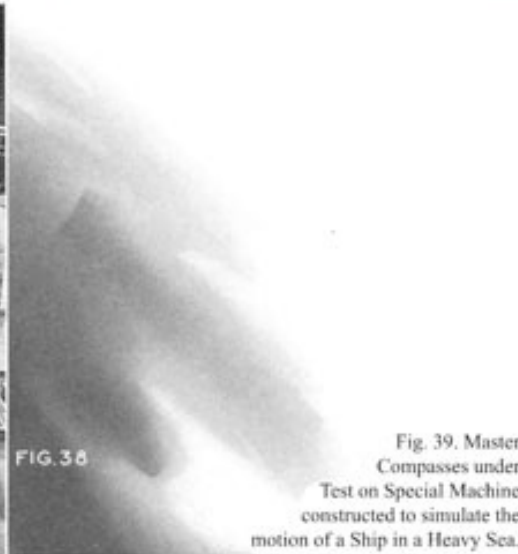 FIG.38
Fig. 39. Master
Compasses under
Test on Special Machine
constructed to simulate the
motion of a Ship in a Heavy Sea.